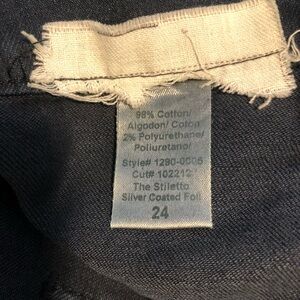 98% Cotton/
Algodon/ Coton
2% Polyurethane/
Poliuretano/
Style# 1290-0005
Cut# 102212
The Stiletto
Silver Coated Foil
24